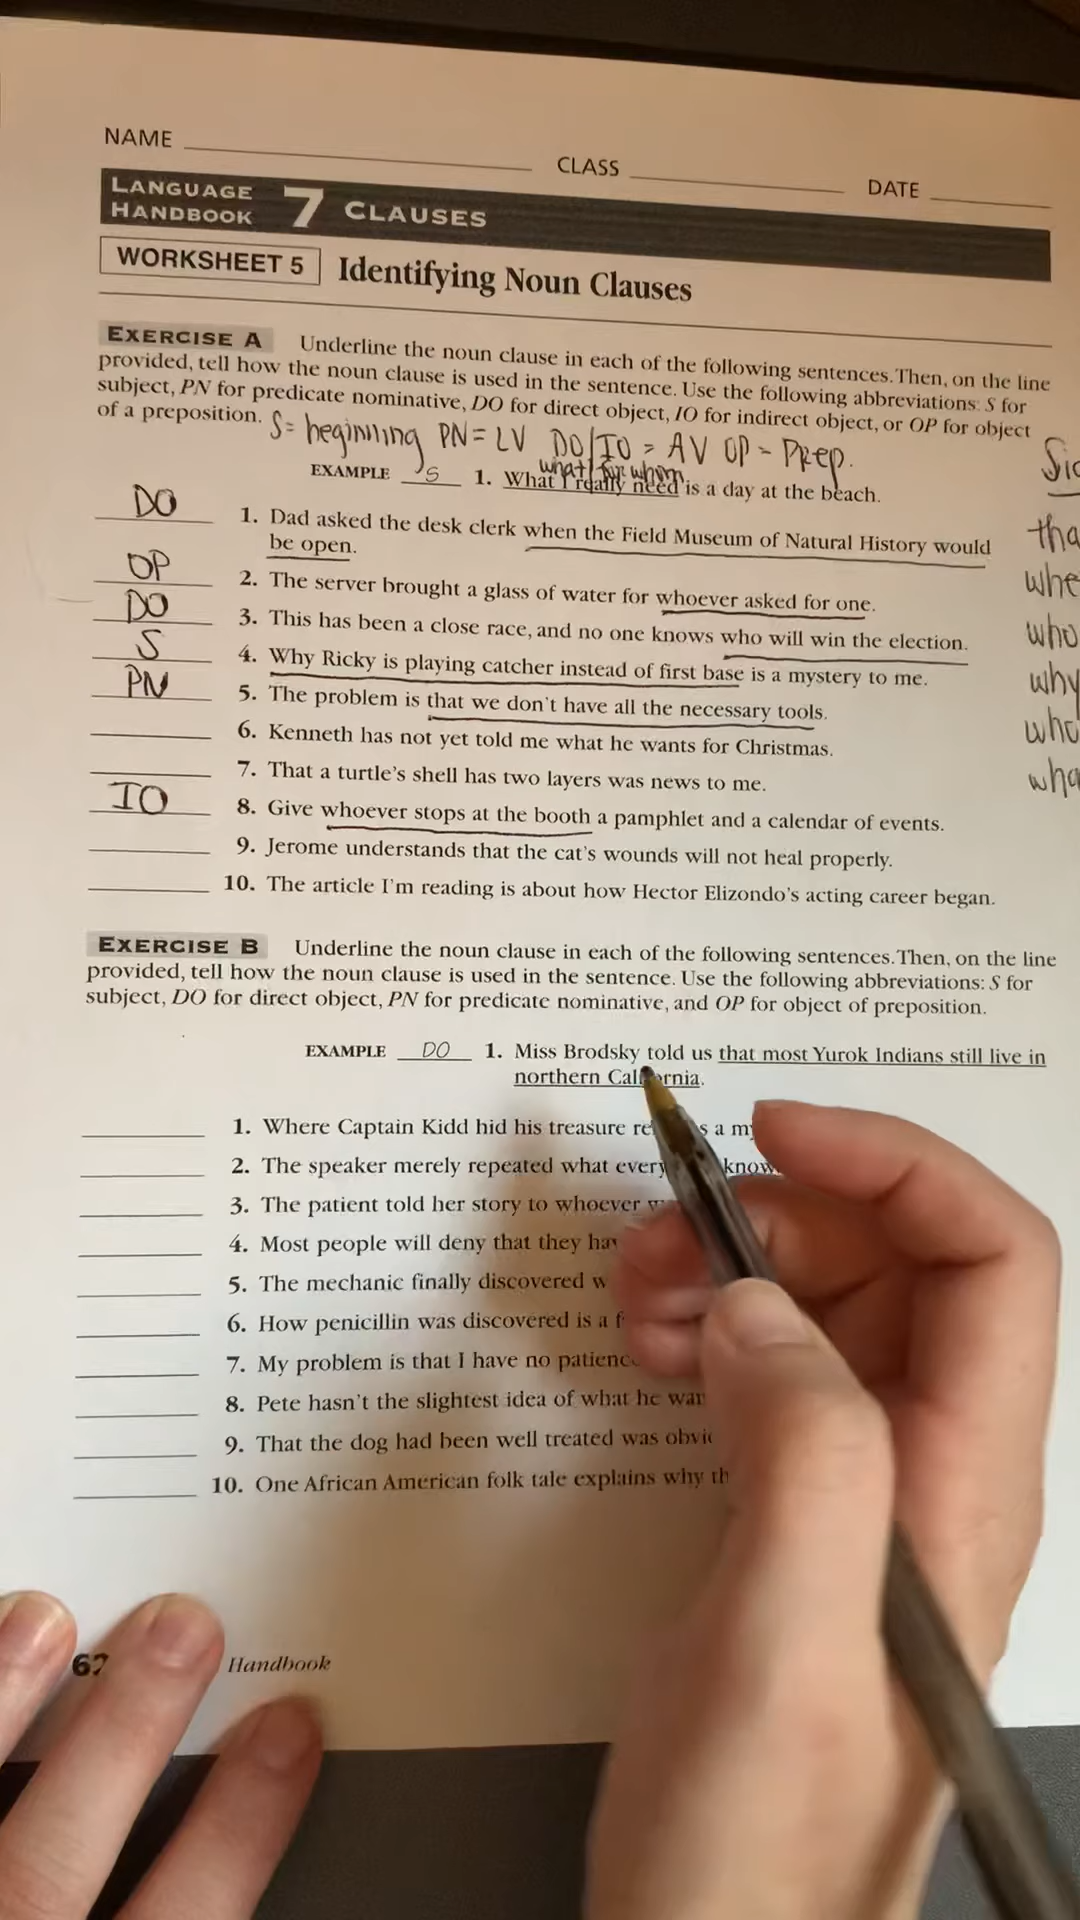 NAME CLASS DATE
LANGUAGE HANDBOOK 7 CLAUSES
WORKSHEET 5 Identifying Noun Clauses
EXERCISE A Underline the noun clause in each of the following sentences. Then, on the line
provided, tell how the noun clause is used in the sentence. Use the following abbreviations: S for
subject, PN for predicate nominative, DO for direct object, IO for indirect object, or OP for object
of a preposition. S= beginning PN= LV DO/IO = AV OP = Prep.
what/for whom
EXAMPLE S 1. What I really need is a day at the beach.
DO 1. Dad asked the desk clerk when the Field Museum of Natural History would
be open.
OP 2. The server brought a glass of water for whoever asked for one.
DO 3. This has been a close race, and no one knows who will win the election.
S 4. Why Ricky is playing catcher instead of first base is a mystery to me.
why
PN 5. The problem is that we don't have all the necessary tools.
6. Kenneth has not yet told me what he wants for Christmas.
7. That a turtle's shell has two layers was news to me.
IO 8. Give whoever stops at the booth a pamphlet and a calendar of events.
9. Jerome understands that the cat's wounds will not heal properly.
10. The article I'm reading is about how Hector Elizondo's acting career began.
EXERCISE B Underline the noun clause in each of the following sentences. Then, on the line
provided, tell how the noun clause is used in the sentence. Use the following abbreviations: S for
subject, DO for direct object, PN for predicate nominative, and OP for object of preposition.
EXAMPLE DO 1. Miss Brodsky told us that most Yurok Indians still live in
northern California.
1. Where Captain Kidd hid his treasure a
2. The speaker merely repeated what
3. The patient told her story to whoever
4. Most people will deny that they
5. The mechanic finally discovered
6. How penicillin was discovered is a
7. My problem is that I have no
8. Pete hasn't the slightest idea of what he
9. That the dog had been well treated was
10. One African American folk tale explains why
Handbook